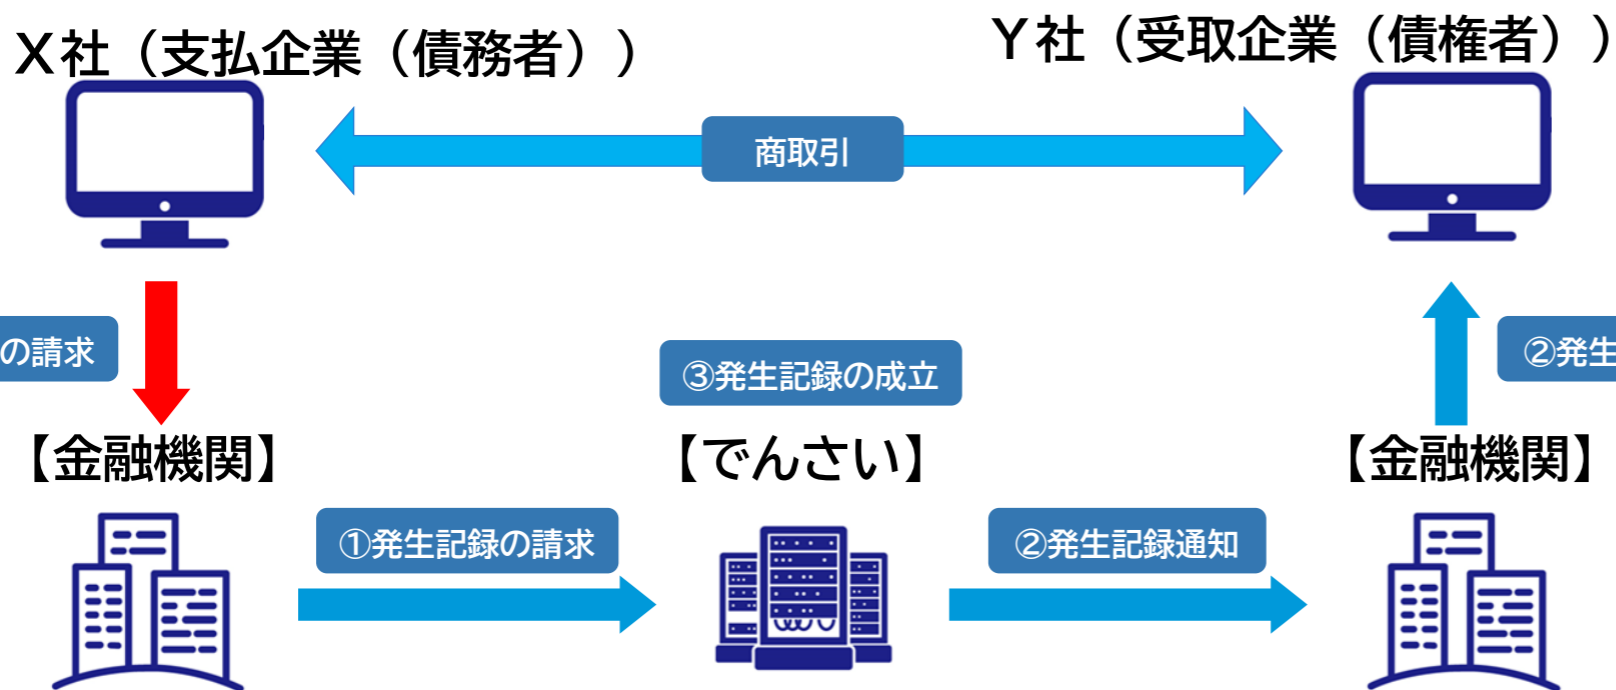 X社（支払企業（債務者））
Y社（受取企業（債権者））
商取引
の請求
③発生記録の成立
②発生
【金融機関】
【でんさい】
【金融機関】
①発生記録の請求
②発生記録通知